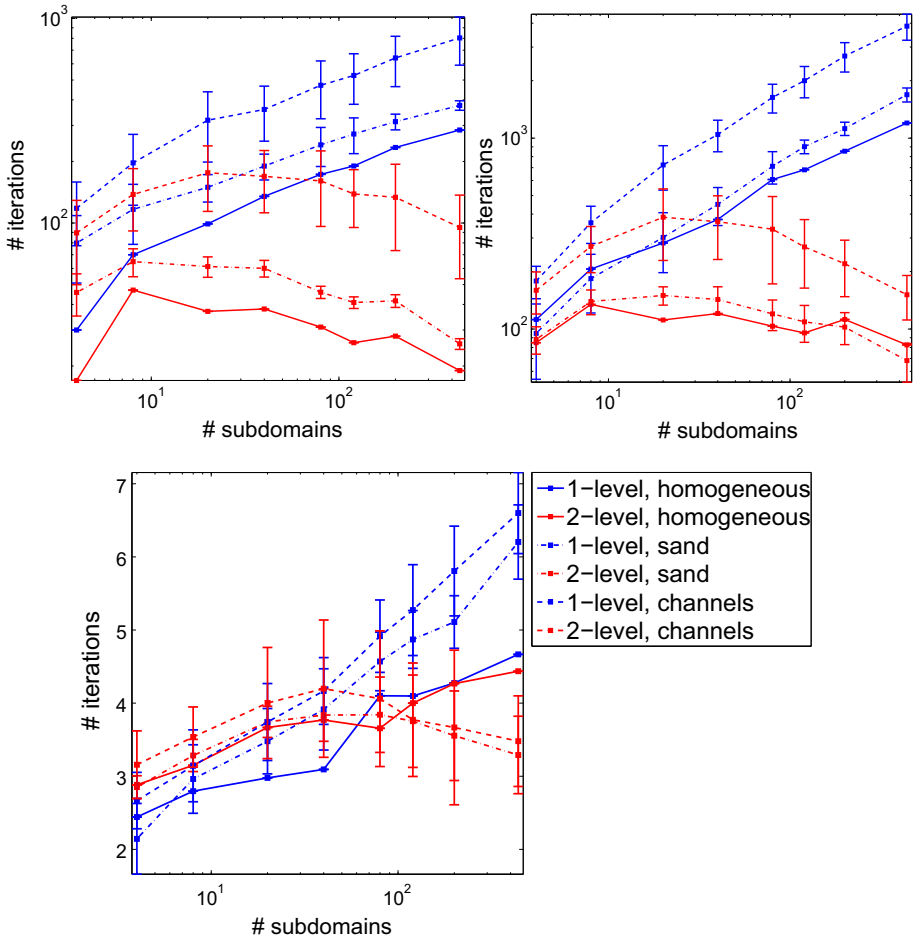 10^3
10^2
# iterations
10^1
10^2
# subdomains
10^3
10^2
# iterations
10^1
10^2
# subdomains
7
6
5
4
3
2
# iterations
10^1
10^2
# subdomains
1−level, homogeneous
2−level, homogeneous
1−level, sand
2−level, sand
1−level, channels
2−level, channels